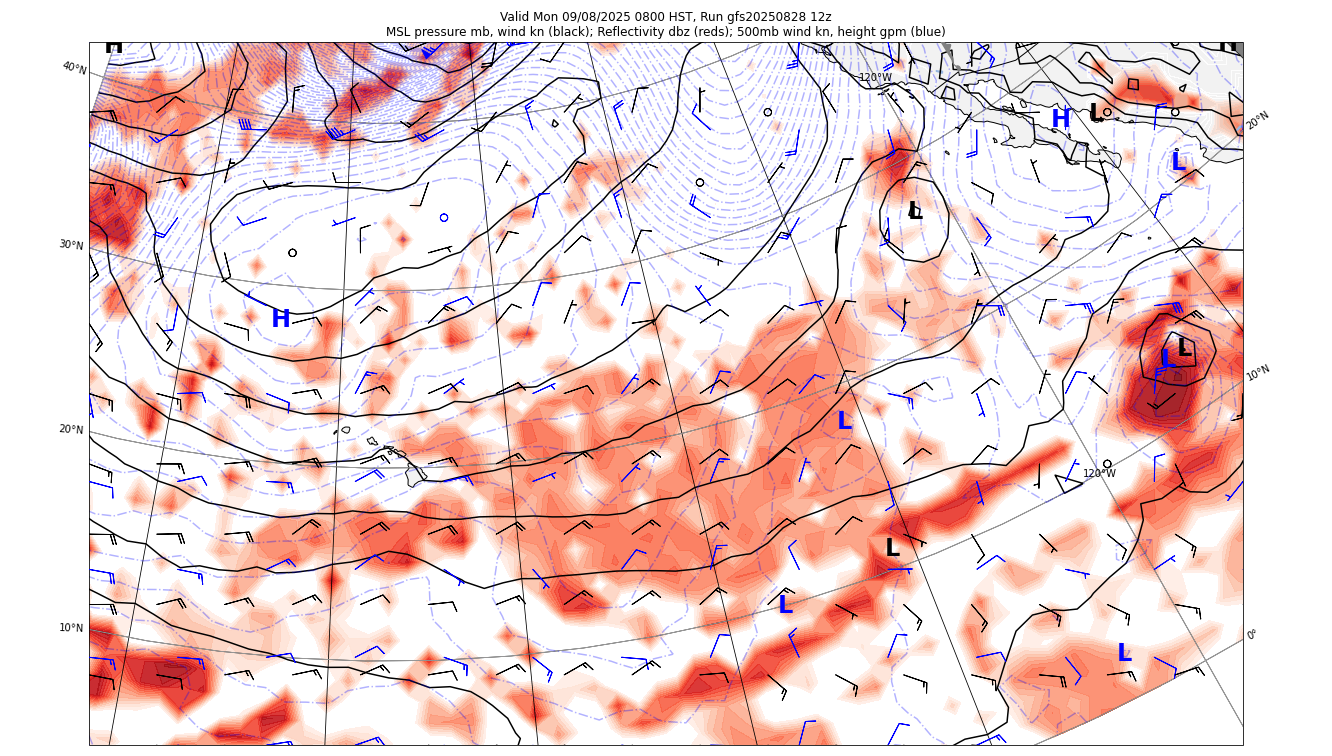 Valid Mon 09/08/2025 0800 HST, Run gfs20250828 12z
MSL pressure mb, wind kn (black); Reflectivity dbz (reds); 500mb wind kn, height gpm (blue)
H
40°N
120°W
H
L
20°N
L
L
30°N
H
L
L
10°N
L
20°N
120°W
L
L
10°N
0°
L